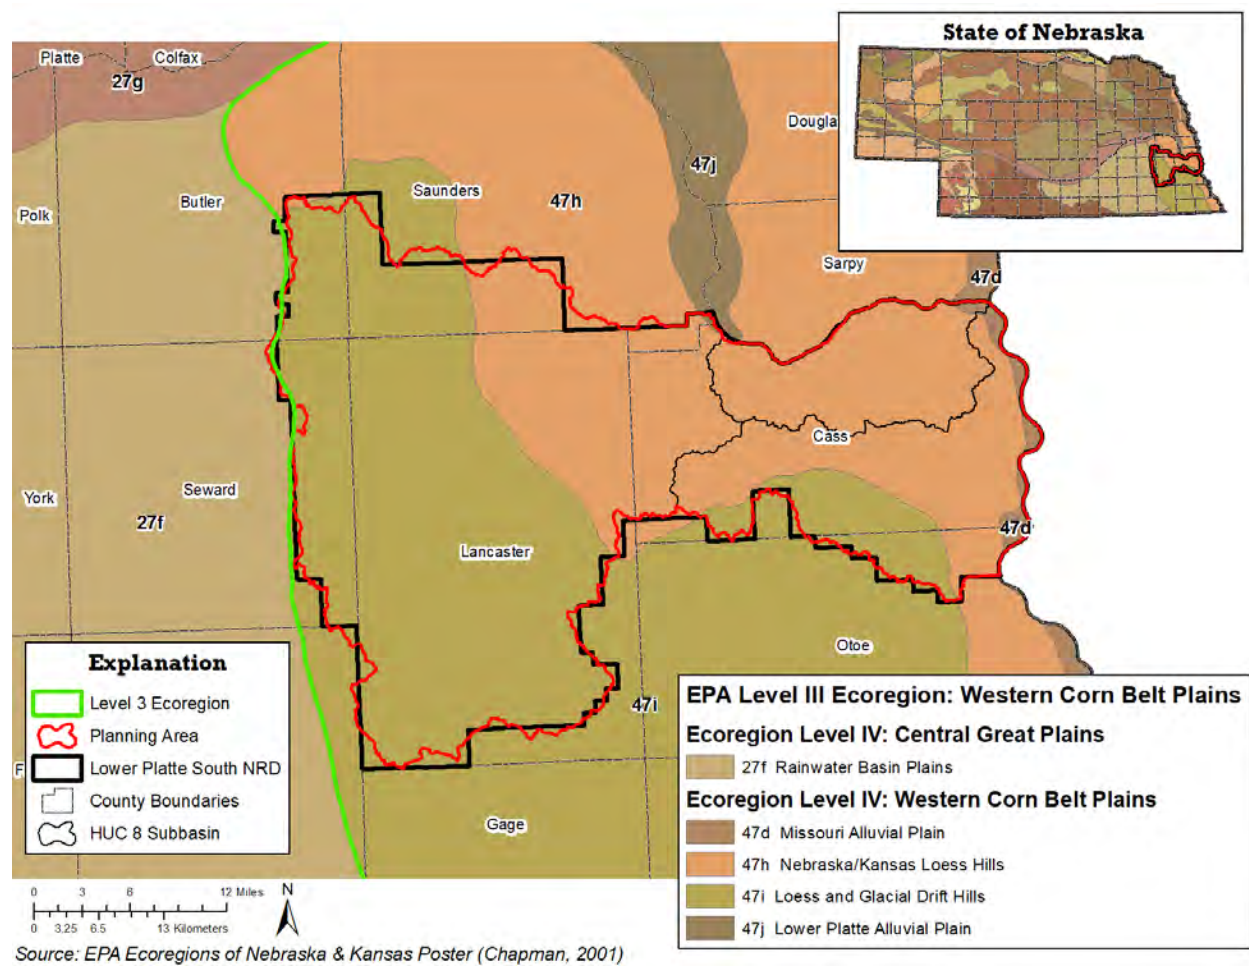 State of Nebraska
Platte
Colfax
27g
Dougla
47j
Saunders
Butler
47h
Polk
Sarpy
47d
Cass
York
Seward
27f
47d
Lancaster
Otoe
47i
Gage
F
Explanation
Level 3 Ecoregion
Planning Area
Lower Platte South NRD
County Boundaries
HUC 8 Subbasin
EPA Level III Ecoregion: Western Corn Belt Plains
Ecoregion Level IV: Central Great Plains
27f Rainwater Basin Plains
Ecoregion Level IV: Western Corn Belt Plains
47d Missouri Alluvial Plain
47h Nebraska/Kansas Loess Hills
47i Loess and Glacial Drift Hills
47j Lower Platte Alluvial Plain
0 3 6 12 Miles
0 3.25 6.5 13 Kilometers
N
Source: EPA Ecoregions of Nebraska & Kansas Poster (Chapman, 2001)